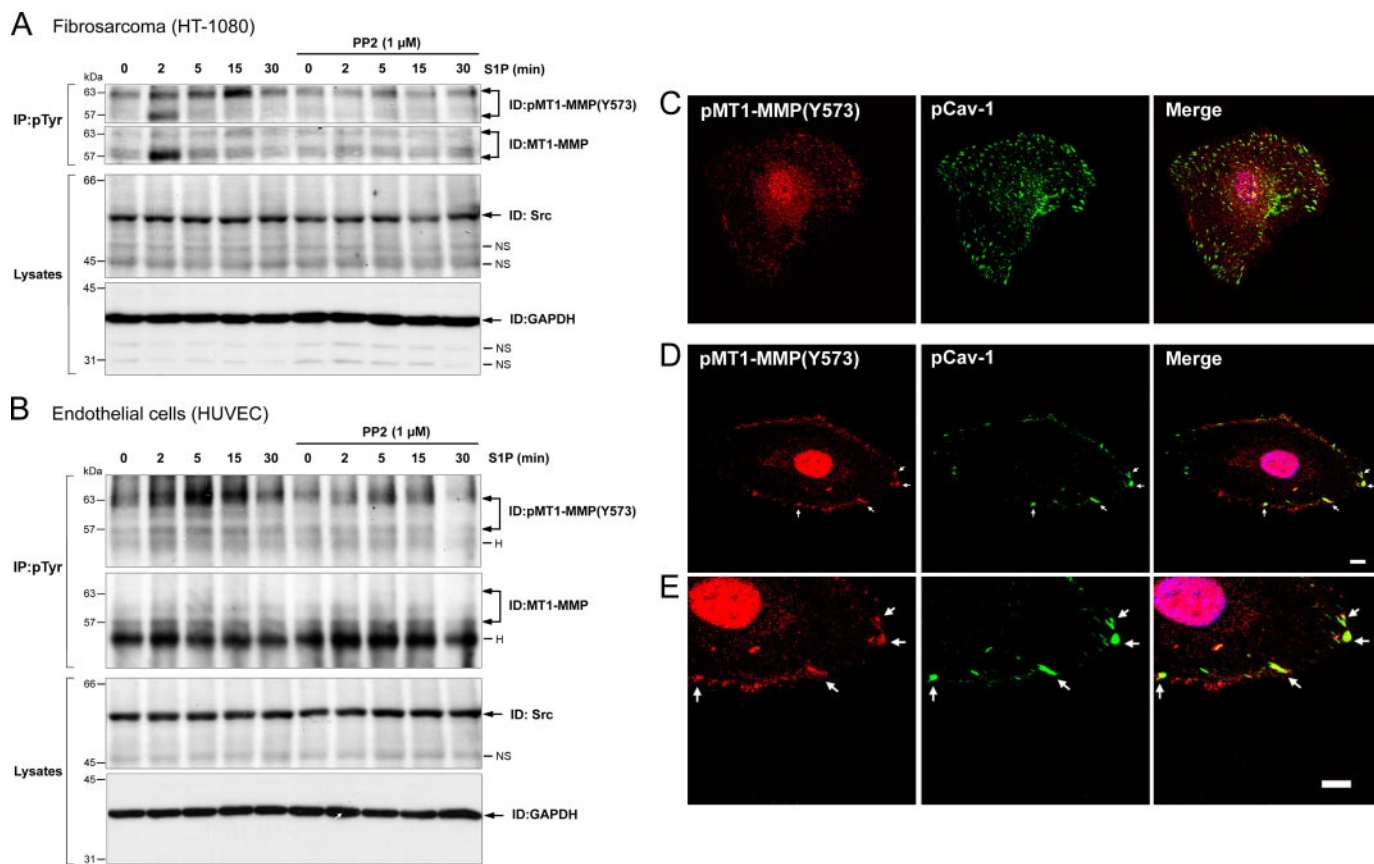 A Fibrosarcoma (HT-1080)
PP2 (1 µM)
0 2 5 15 30 0 2 5 15 30 S1P (min)
kDa
63
57
ID:pMT1-MMP(Y573)
IP:pTyr
63
57
ID:MT1-MMP
66
ID: Src
NS
45
NS
Lysates
45
ID:GAPDH
NS
31
NS
B Endothelial cells (HUVEC)
PP2 (1 µM)
0 2 5 15 30 0 2 5 15 30 S1P (min)
kDa
63
ID:pMT1-MMP(Y573)
57
H
IP:pTyr
63
ID:MT1-MMP
57
H
66
ID: Src
NS
45
Lysates
45
ID:GAPDH
31
C pMT1-MMP(Y573) pCav-1 Merge
D pMT1-MMP(Y573) pCav-1 Merge
E